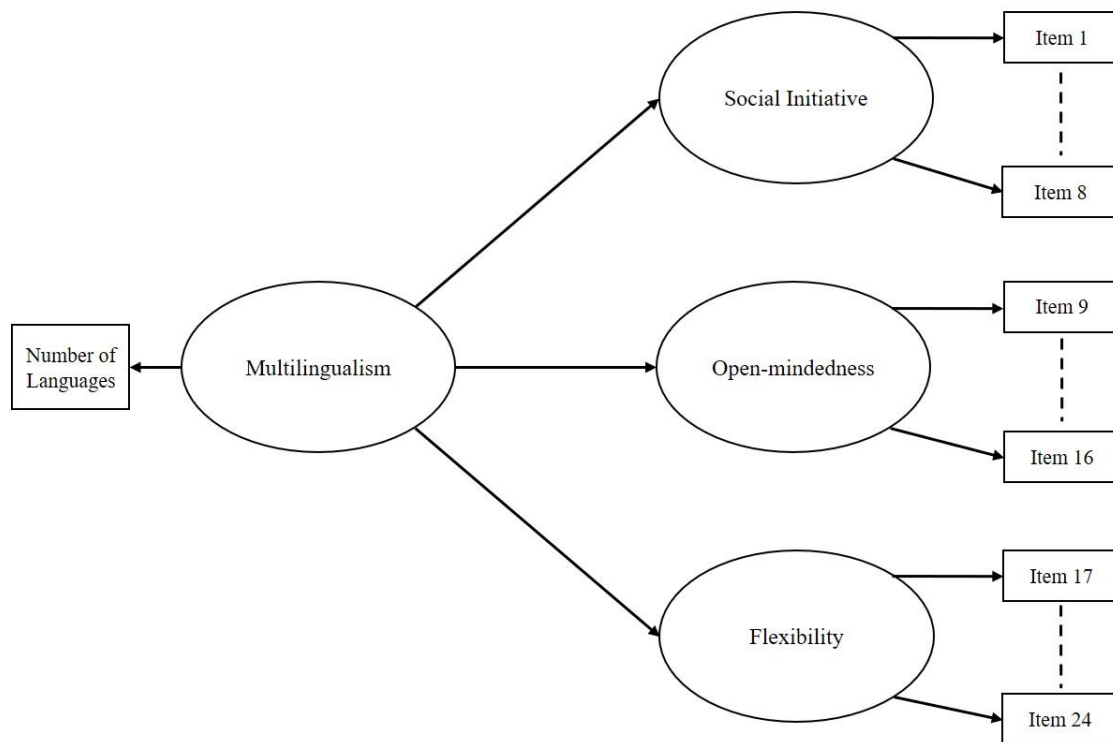 Item 1
Social Initiative
Item 8
Item 9
Number of
Languages
Multilingualism
Open-mindedness
Item 16
Item 17
Flexibility
Item 24